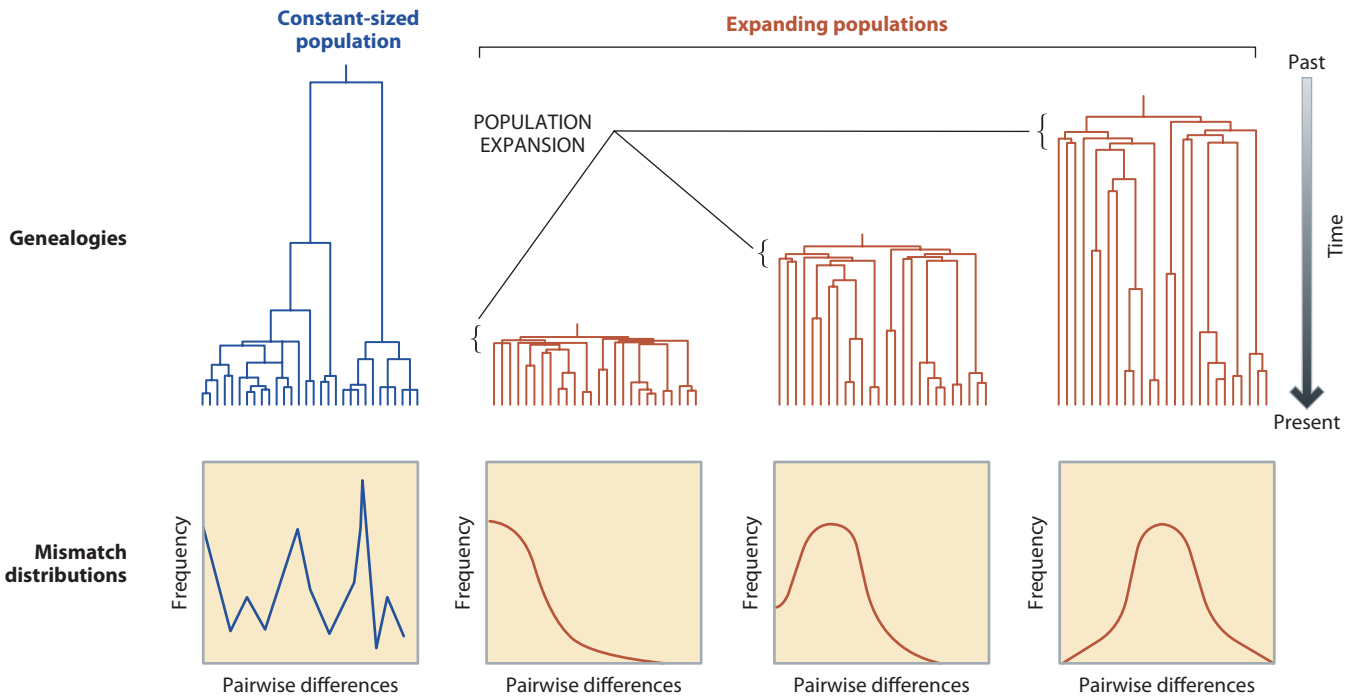 Constant-sized
population
Expanding populations
Past
POPULATION
EXPANSION
Genealogies
Time
Present
Mismatch
distributions
Frequency
Frequency
Frequency
Frequency
Pairwise differences
Pairwise differences
Pairwise differences
Pairwise differences